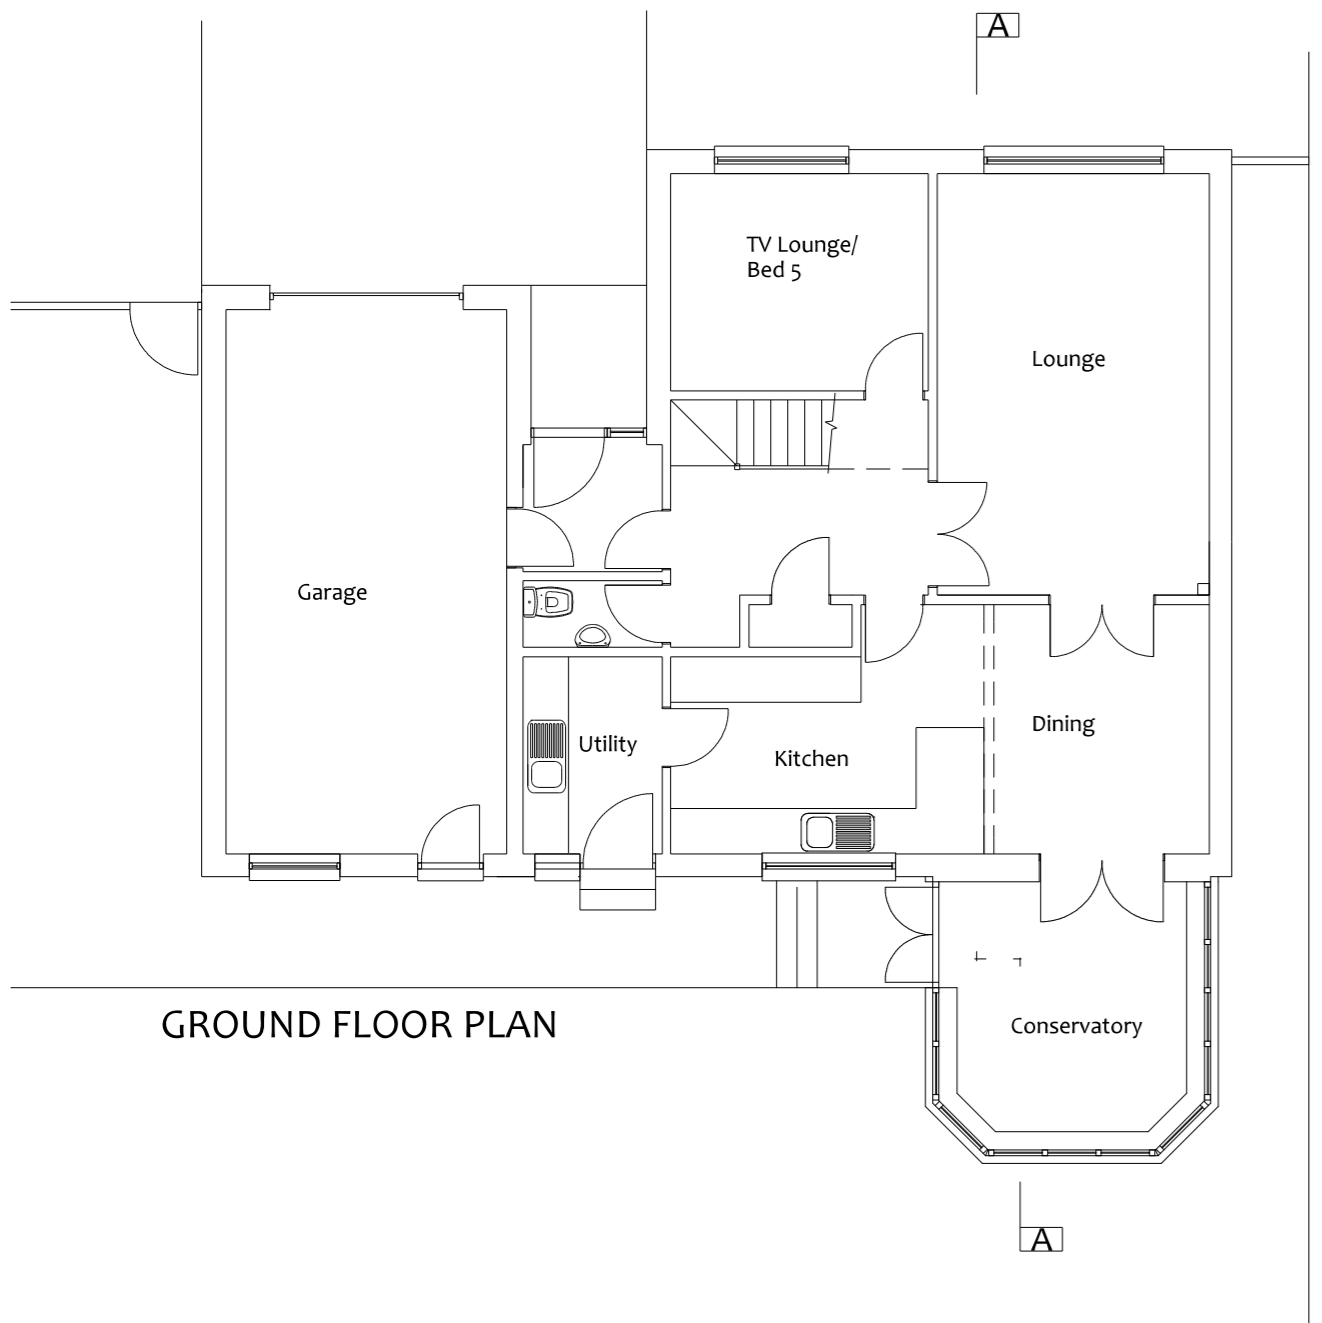 A
TV Lounge/
Bed 5
Lounge
Garage
Dining
Utility
Kitchen
GROUND FLOOR PLAN
Conservatory
A